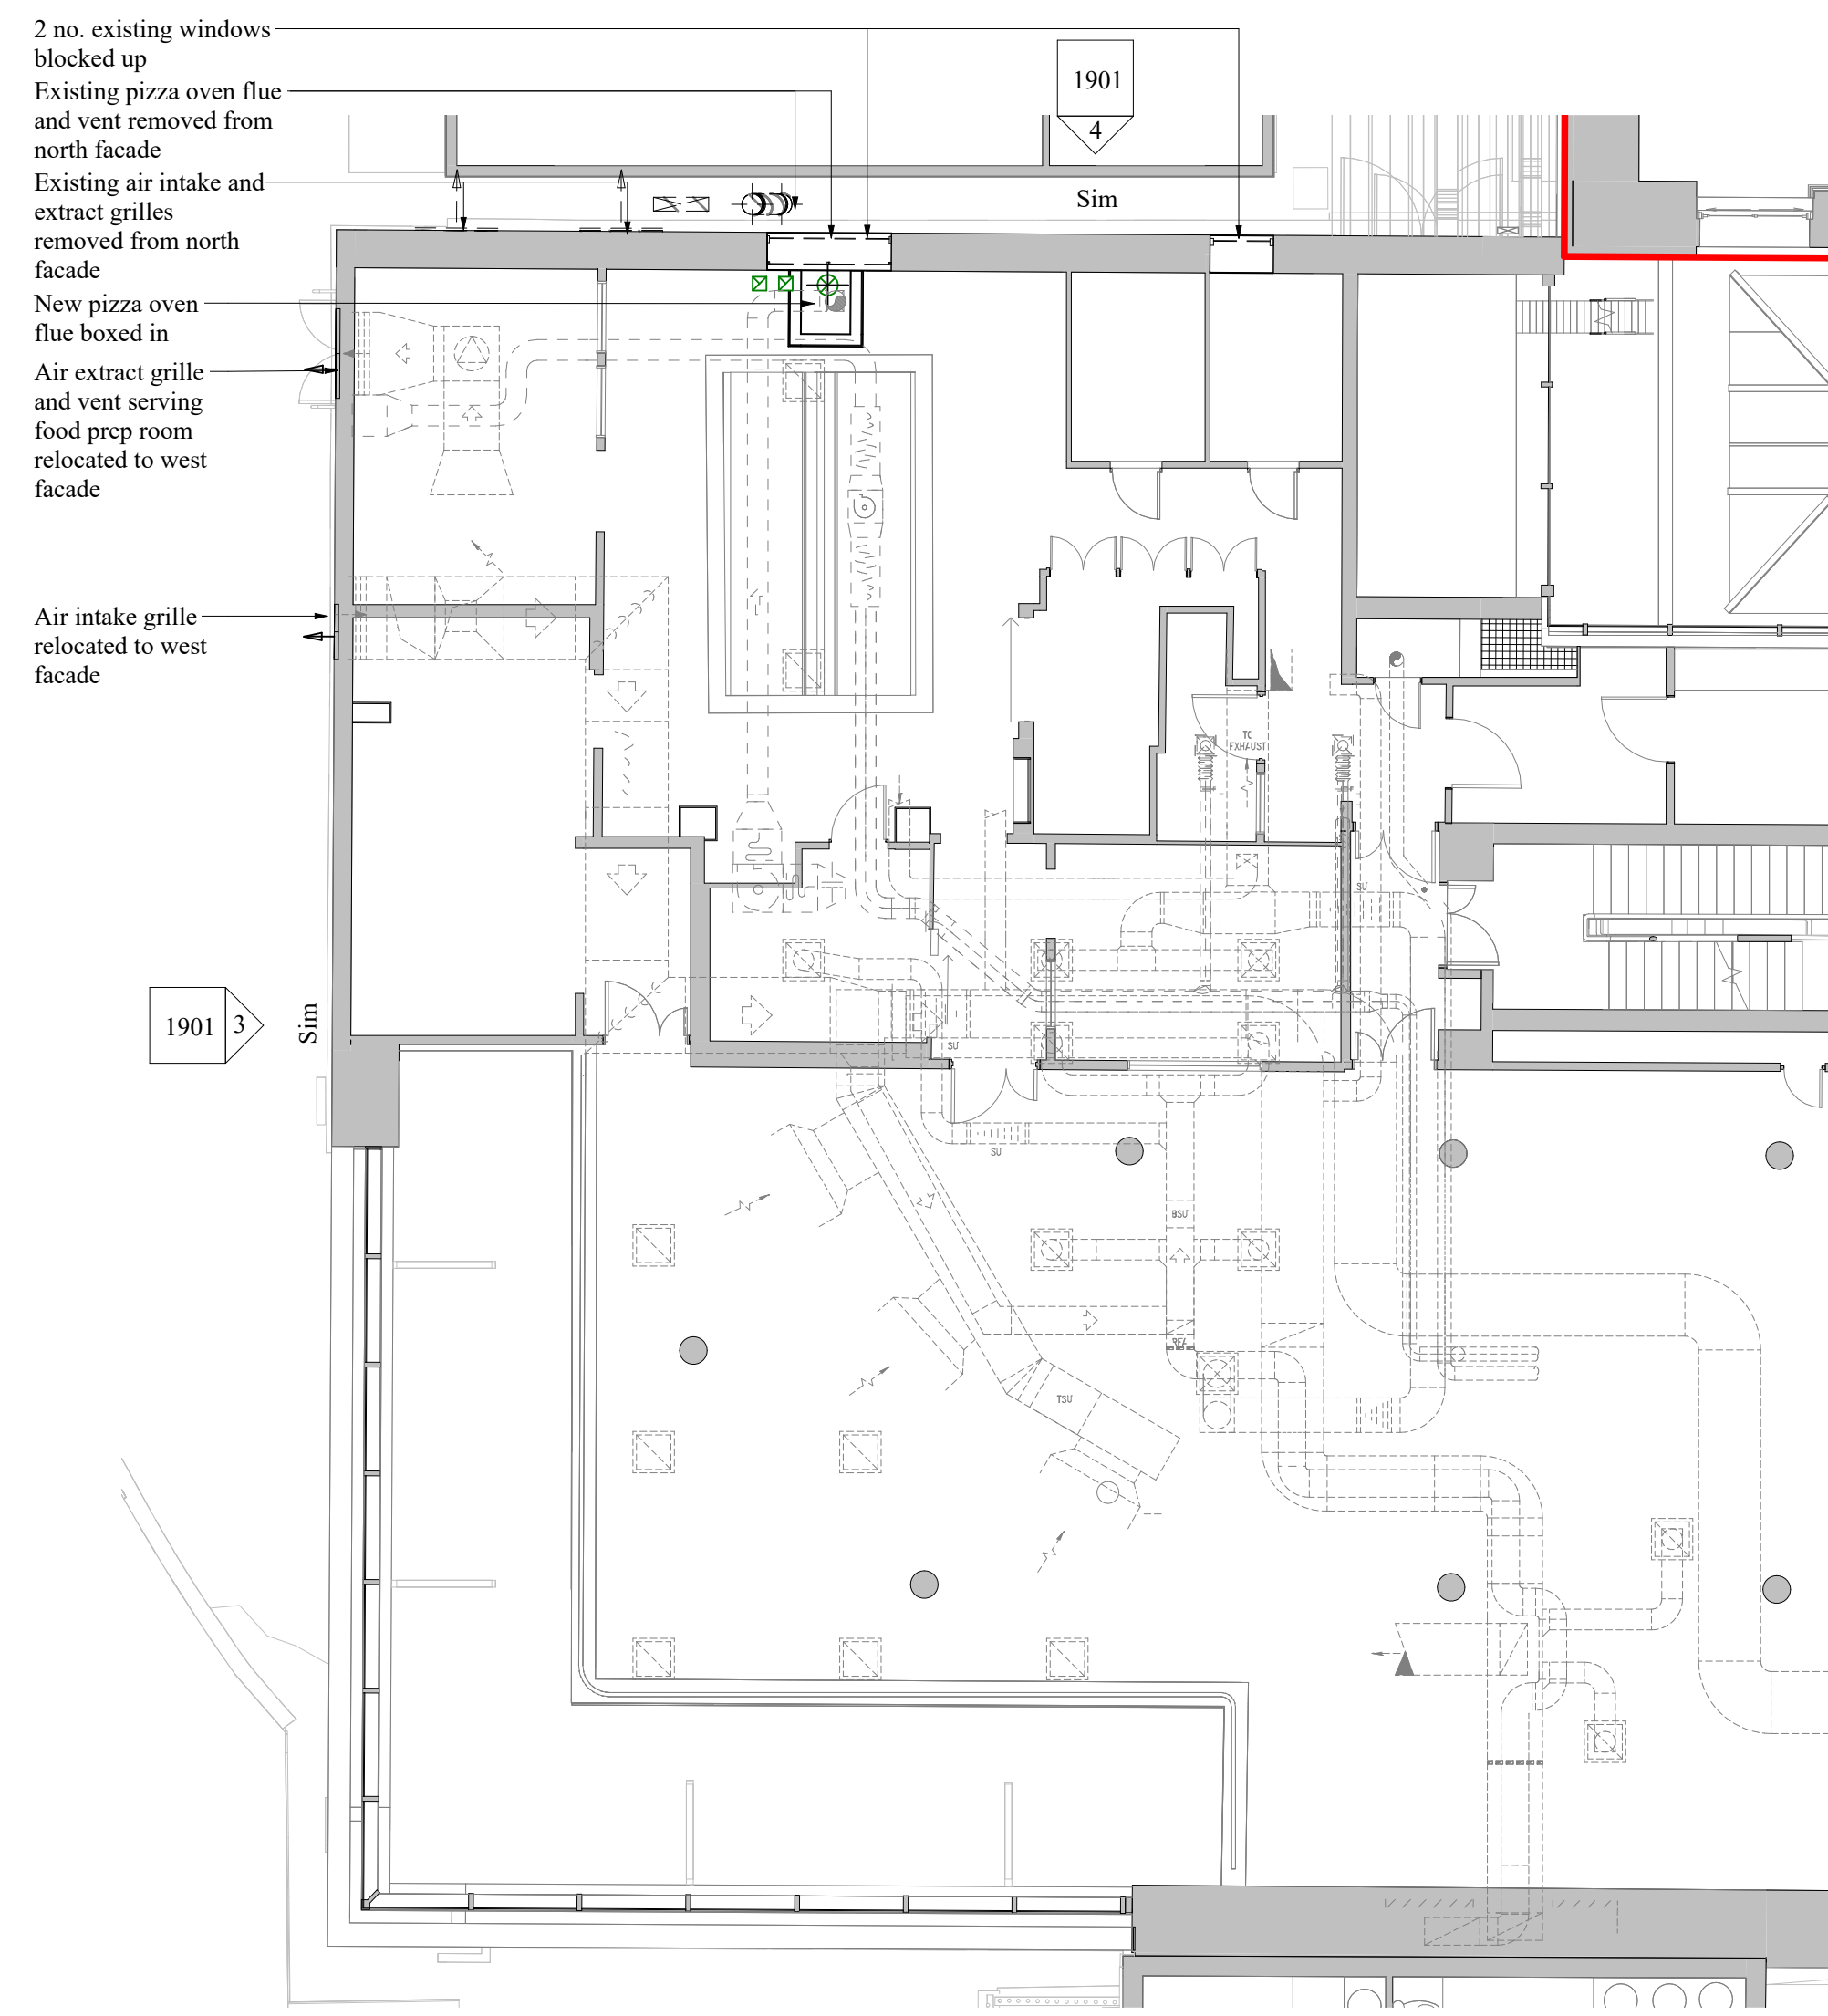 2 no. existing windows
blocked up
Existing pizza oven flue
and vent removed from
north facade
Existing air intake and
extract grilles
removed from north
facade
New pizza oven
flue boxed in
Air extract grille
and vent serving
food prep room
relocated to west
facade
Air intake grille
relocated to west
facade
1901
4
Sim
1901
3
Sim
TO
EXHAUST
SU
SU
SU
BSU
TSU